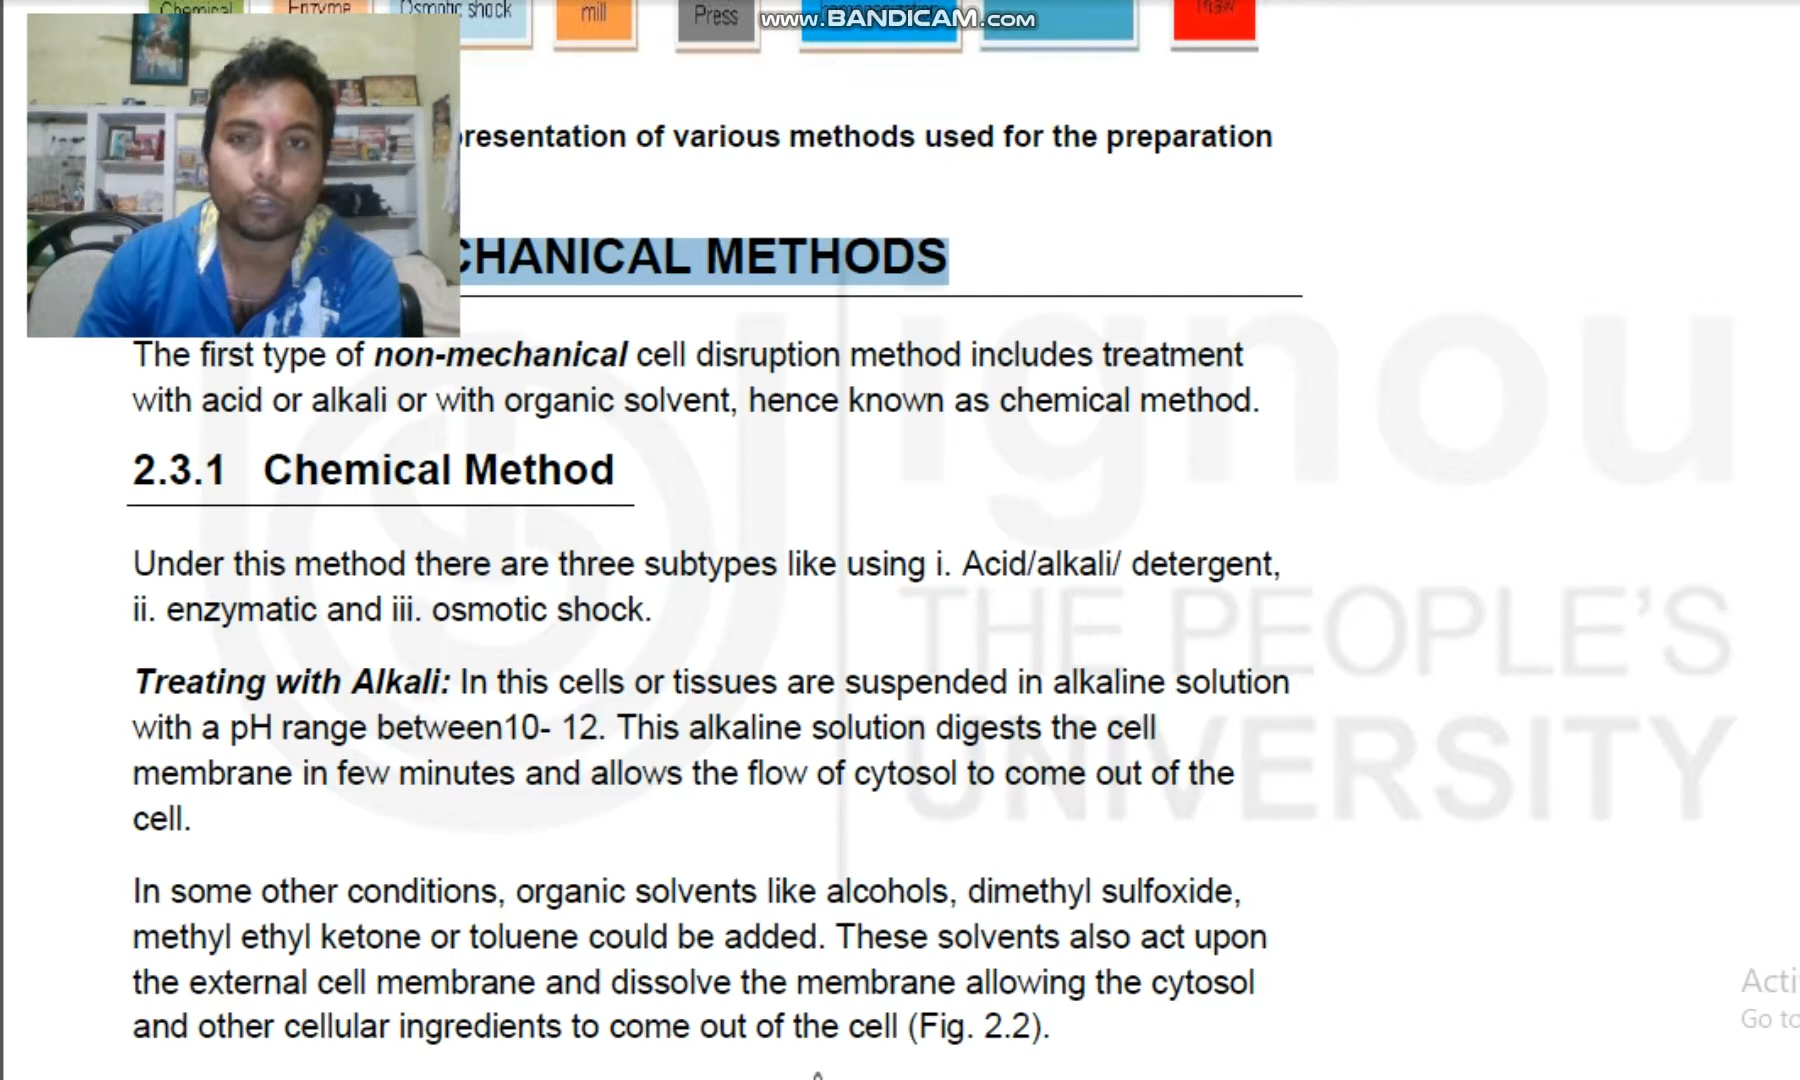 Chemical Enzyme Osmotic shock mill Press
www.BANDICAM.com
presentation of various methods used for the preparation
CHANICAL METHODS
The first type of non-mechanical cell disruption method includes treatment
with acid or alkali or with organic solvent, hence known as chemical method.
2.3.1 Chemical Method
Under this method there are three subtypes like using i. Acid/alkali/ detergent,
ii. enzymatic and iii. osmotic shock.
Treating with Alkali: In this cells or tissues are suspended in alkaline solution
with a pH range between10- 12. This alkaline solution digests the cell
membrane in few minutes and allows the flow of cytosol to come out of the
cell.
In some other conditions, organic solvents like alcohols, dimethyl sulfoxide,
methyl ethyl ketone or toluene could be added. These solvents also act upon
the external cell membrane and dissolve the membrane allowing the cytosol
and other cellular ingredients to come out of the cell (Fig. 2.2).
ignou
THE PEOPLE'S
UNIVERSITY
Acti
Go to